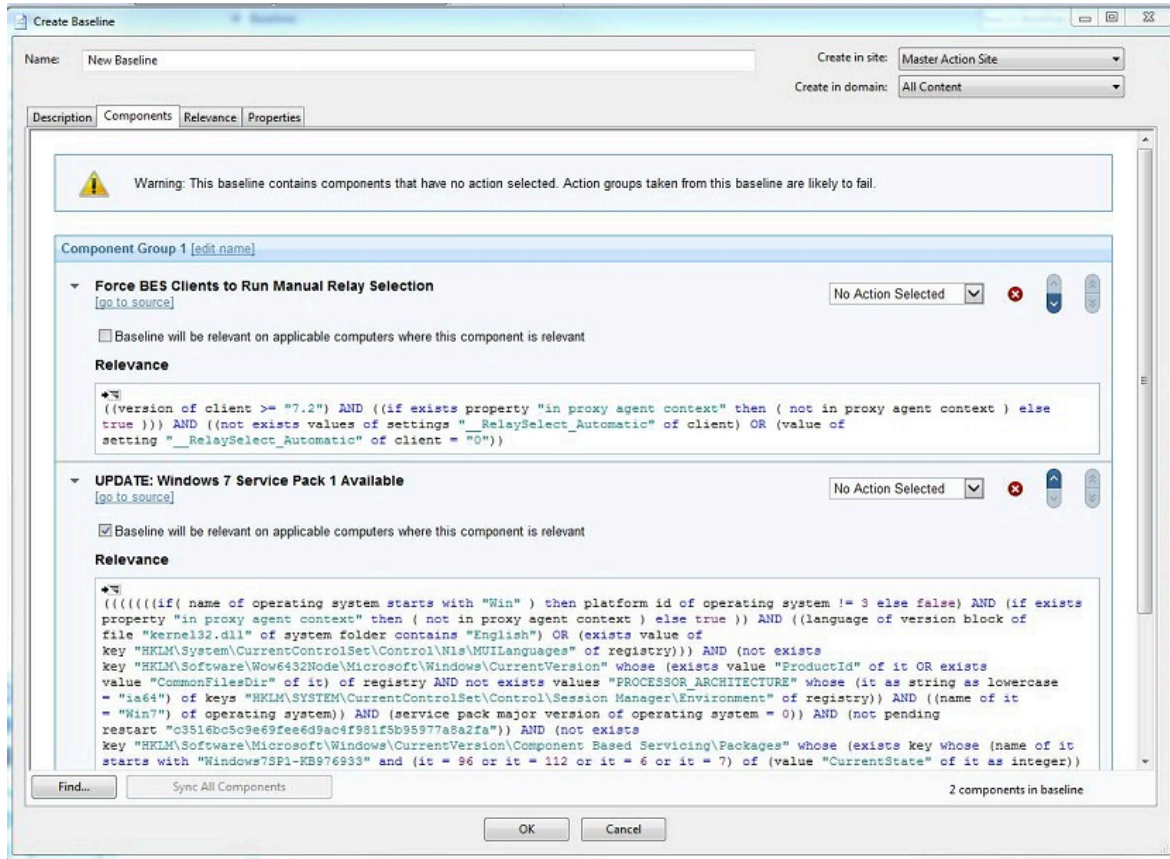 Create Baseline
Name:
New Baseline
Create in site:
Master Action Site
Create in domain:
All Content
Description
Components
Relevance
Properties
Warning: This baseline contains components that have no action selected. Action groups taken from this baseline are likely to fail.
Component Group 1 [edit name]
Force BES Clients to Run Manual Relay Selection
[go to source]
No Action Selected
Baseline will be relevant on applicable computers where this component is relevant
Relevance
((version of client >= "7.2") AND ((if exists property "in proxy agent context" then ( not in proxy agent context ) else
true ))) AND ((not exists values of settings "__RelaySelect_Automatic" of client) OR (value of
setting "__RelaySelect_Automatic" of client = "0"))
UPDATE: Windows 7 Service Pack 1 Available
[go to source]
No Action Selected
Baseline will be relevant on applicable computers where this component is relevant
Relevance
(((((((if( name of operating system starts with "Win" ) then platform id of operating system != 3 else false) AND (if exists
property "in proxy agent context" then ( not in proxy agent context ) else true )) AND ((language of version block of
file "kernel32.dll" of system folder contains "English") OR (exists value of
key "HKLM\System\CurrentControlSet\Control\Nls\MUILanguages" of registry))) AND (not exists
key "HKLM\Software\Wow6432Node\Microsoft\Windows\CurrentVersion" whose (exists value "ProductId" of it OR exists
value "CommonFilesDir" of it) of registry AND not exists values "PROCESSOR_ARCHITECTURE" whose (it as string as lowercase
= "ia64") of keys "HKLM\SYSTEM\CurrentControlSet\Control\Session Manager\Environment" of registry)) AND ((name of it
= "Win7") of operating system)) AND (service pack major version of operating system = 0)) AND (not pending
restart "c3516bc5c9e69fee6d9ac4f981f5b95977a8a2fa")) AND (not exists
key "HKLM\Software\Microsoft\Windows\CurrentVersion\Component Based Servicing\Packages" whose (exists key whose (name of it
starts with "Windows7SP1-KB976933" and (it = 96 or it = 112 or it = 6 or it = 7) of (value "CurrentState" of it as integer))
Find...
Sync All Components
2 components in baseline
OK
Cancel